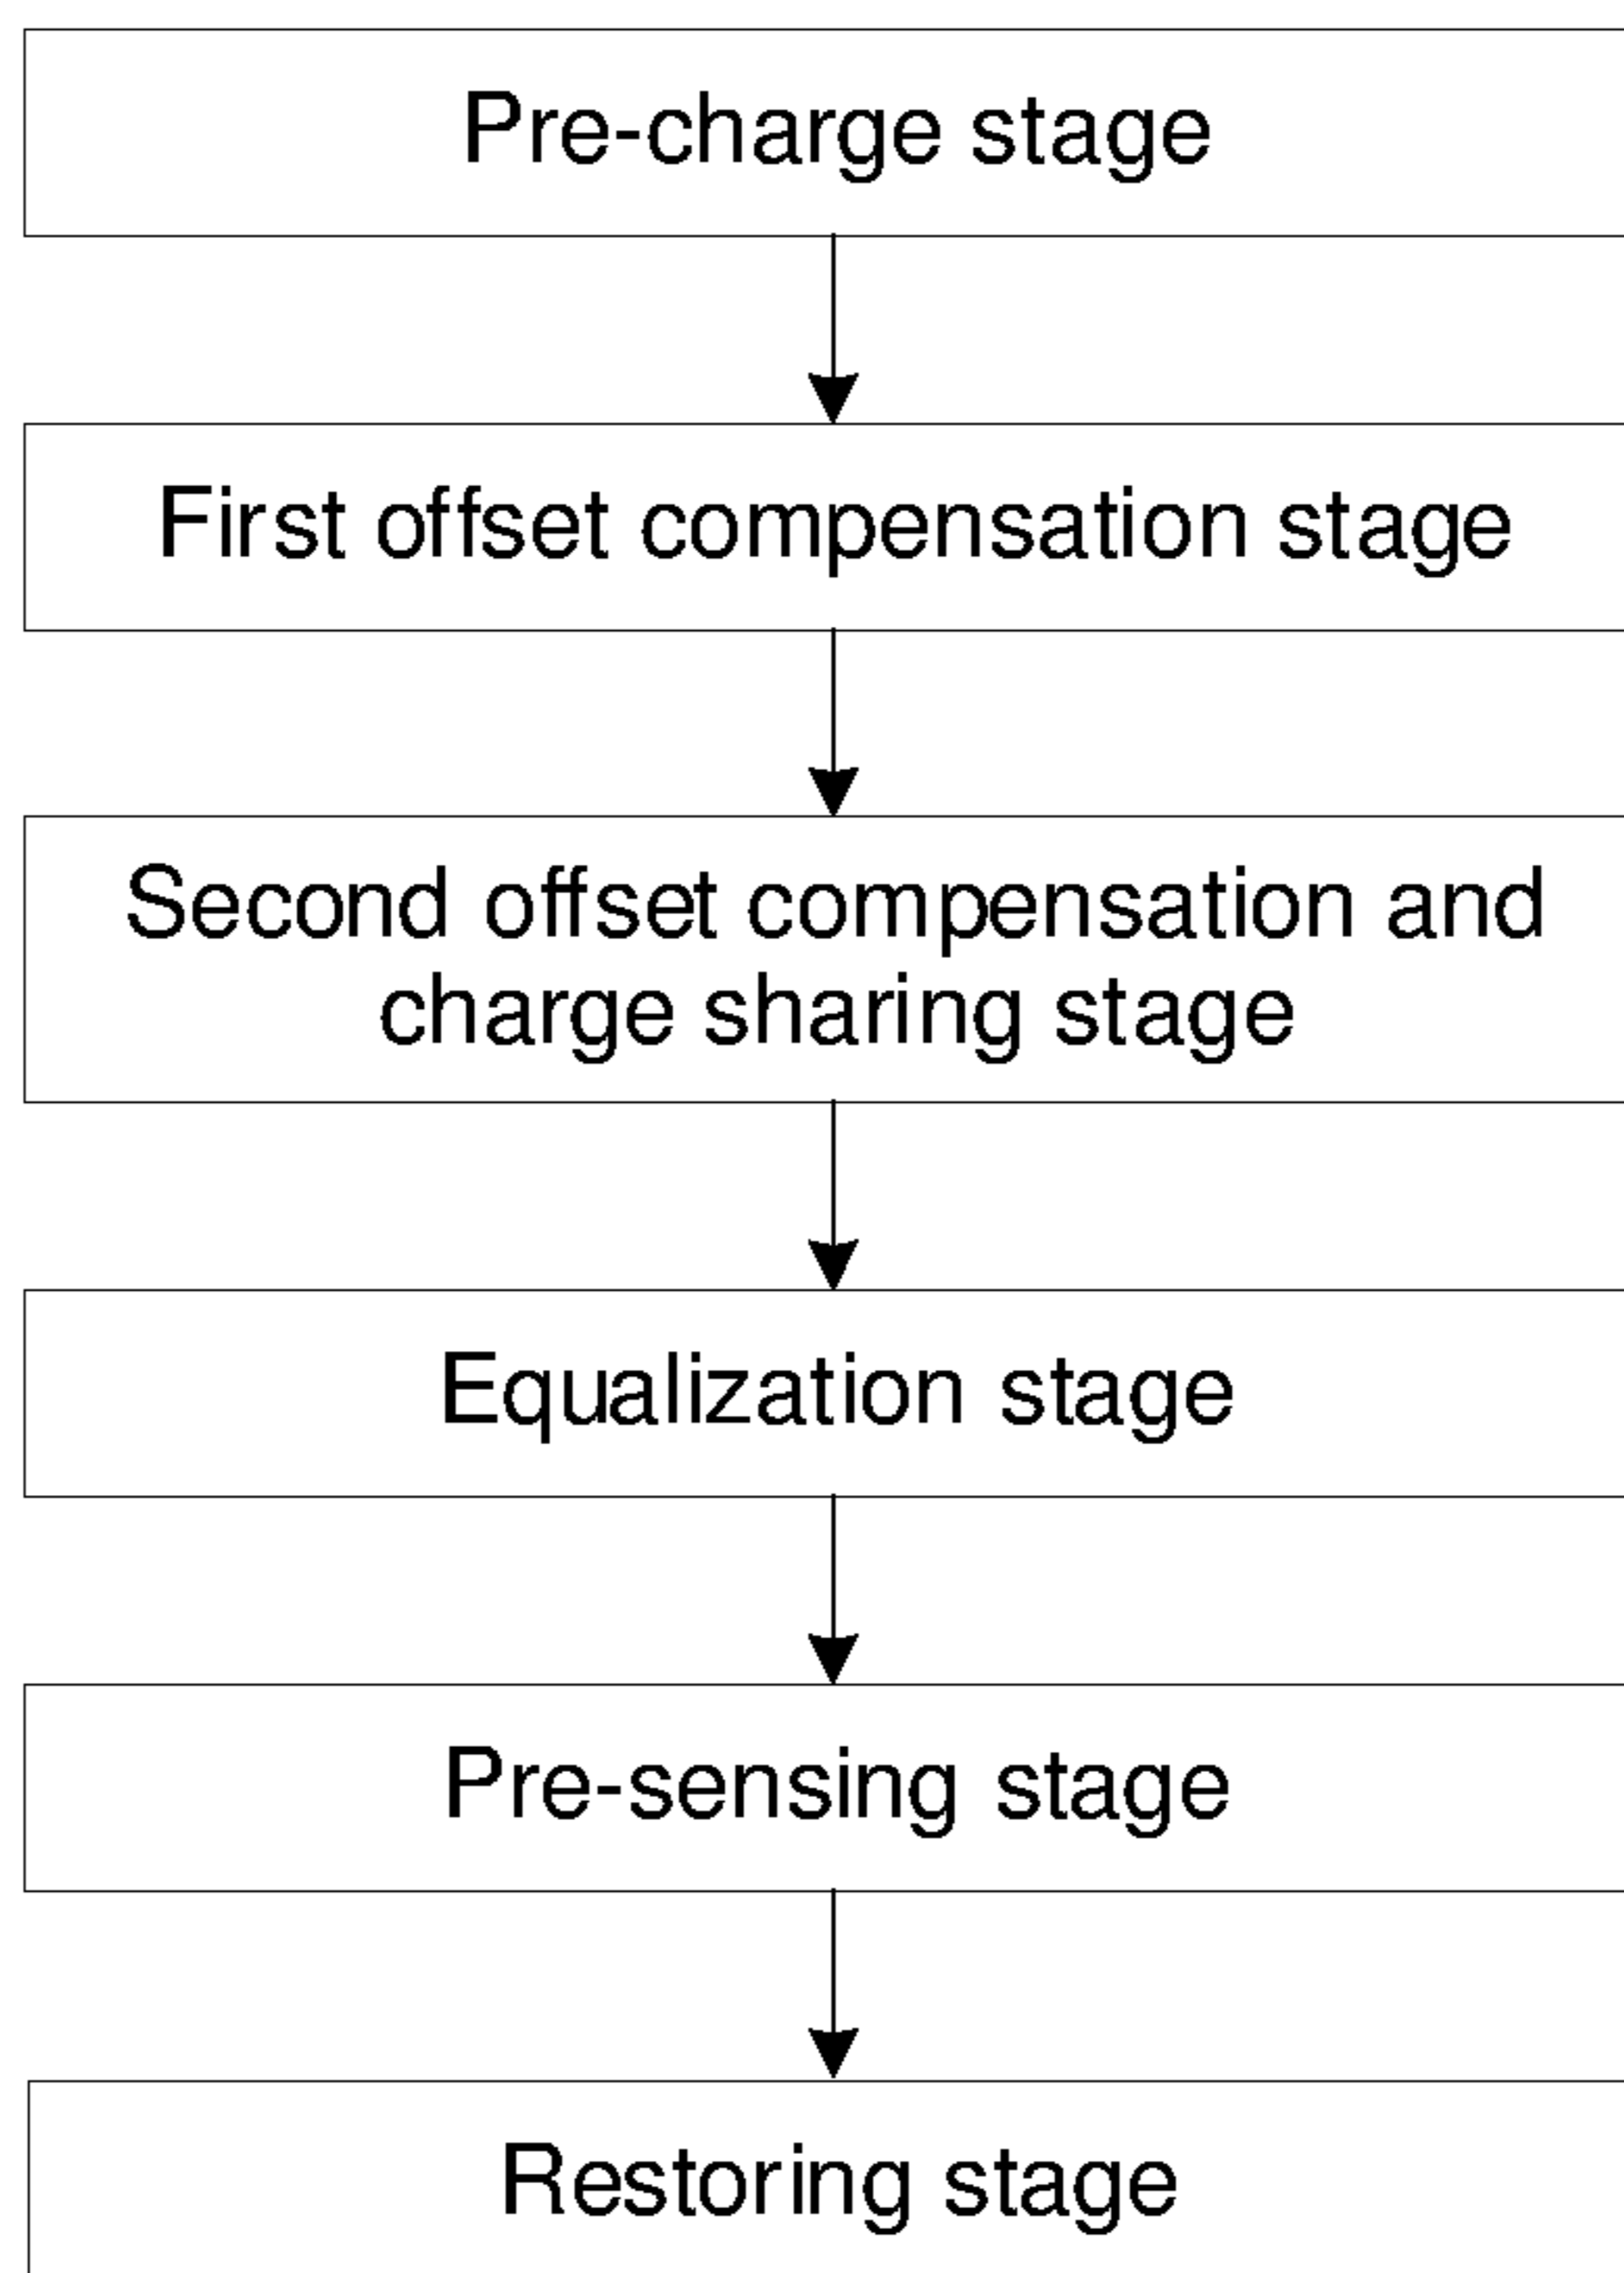 Pre-charge stage
First offset compensation stage
Second offset compensation and
charge sharing stage
Equalization stage
Pre-sensing stage
Restoring stage